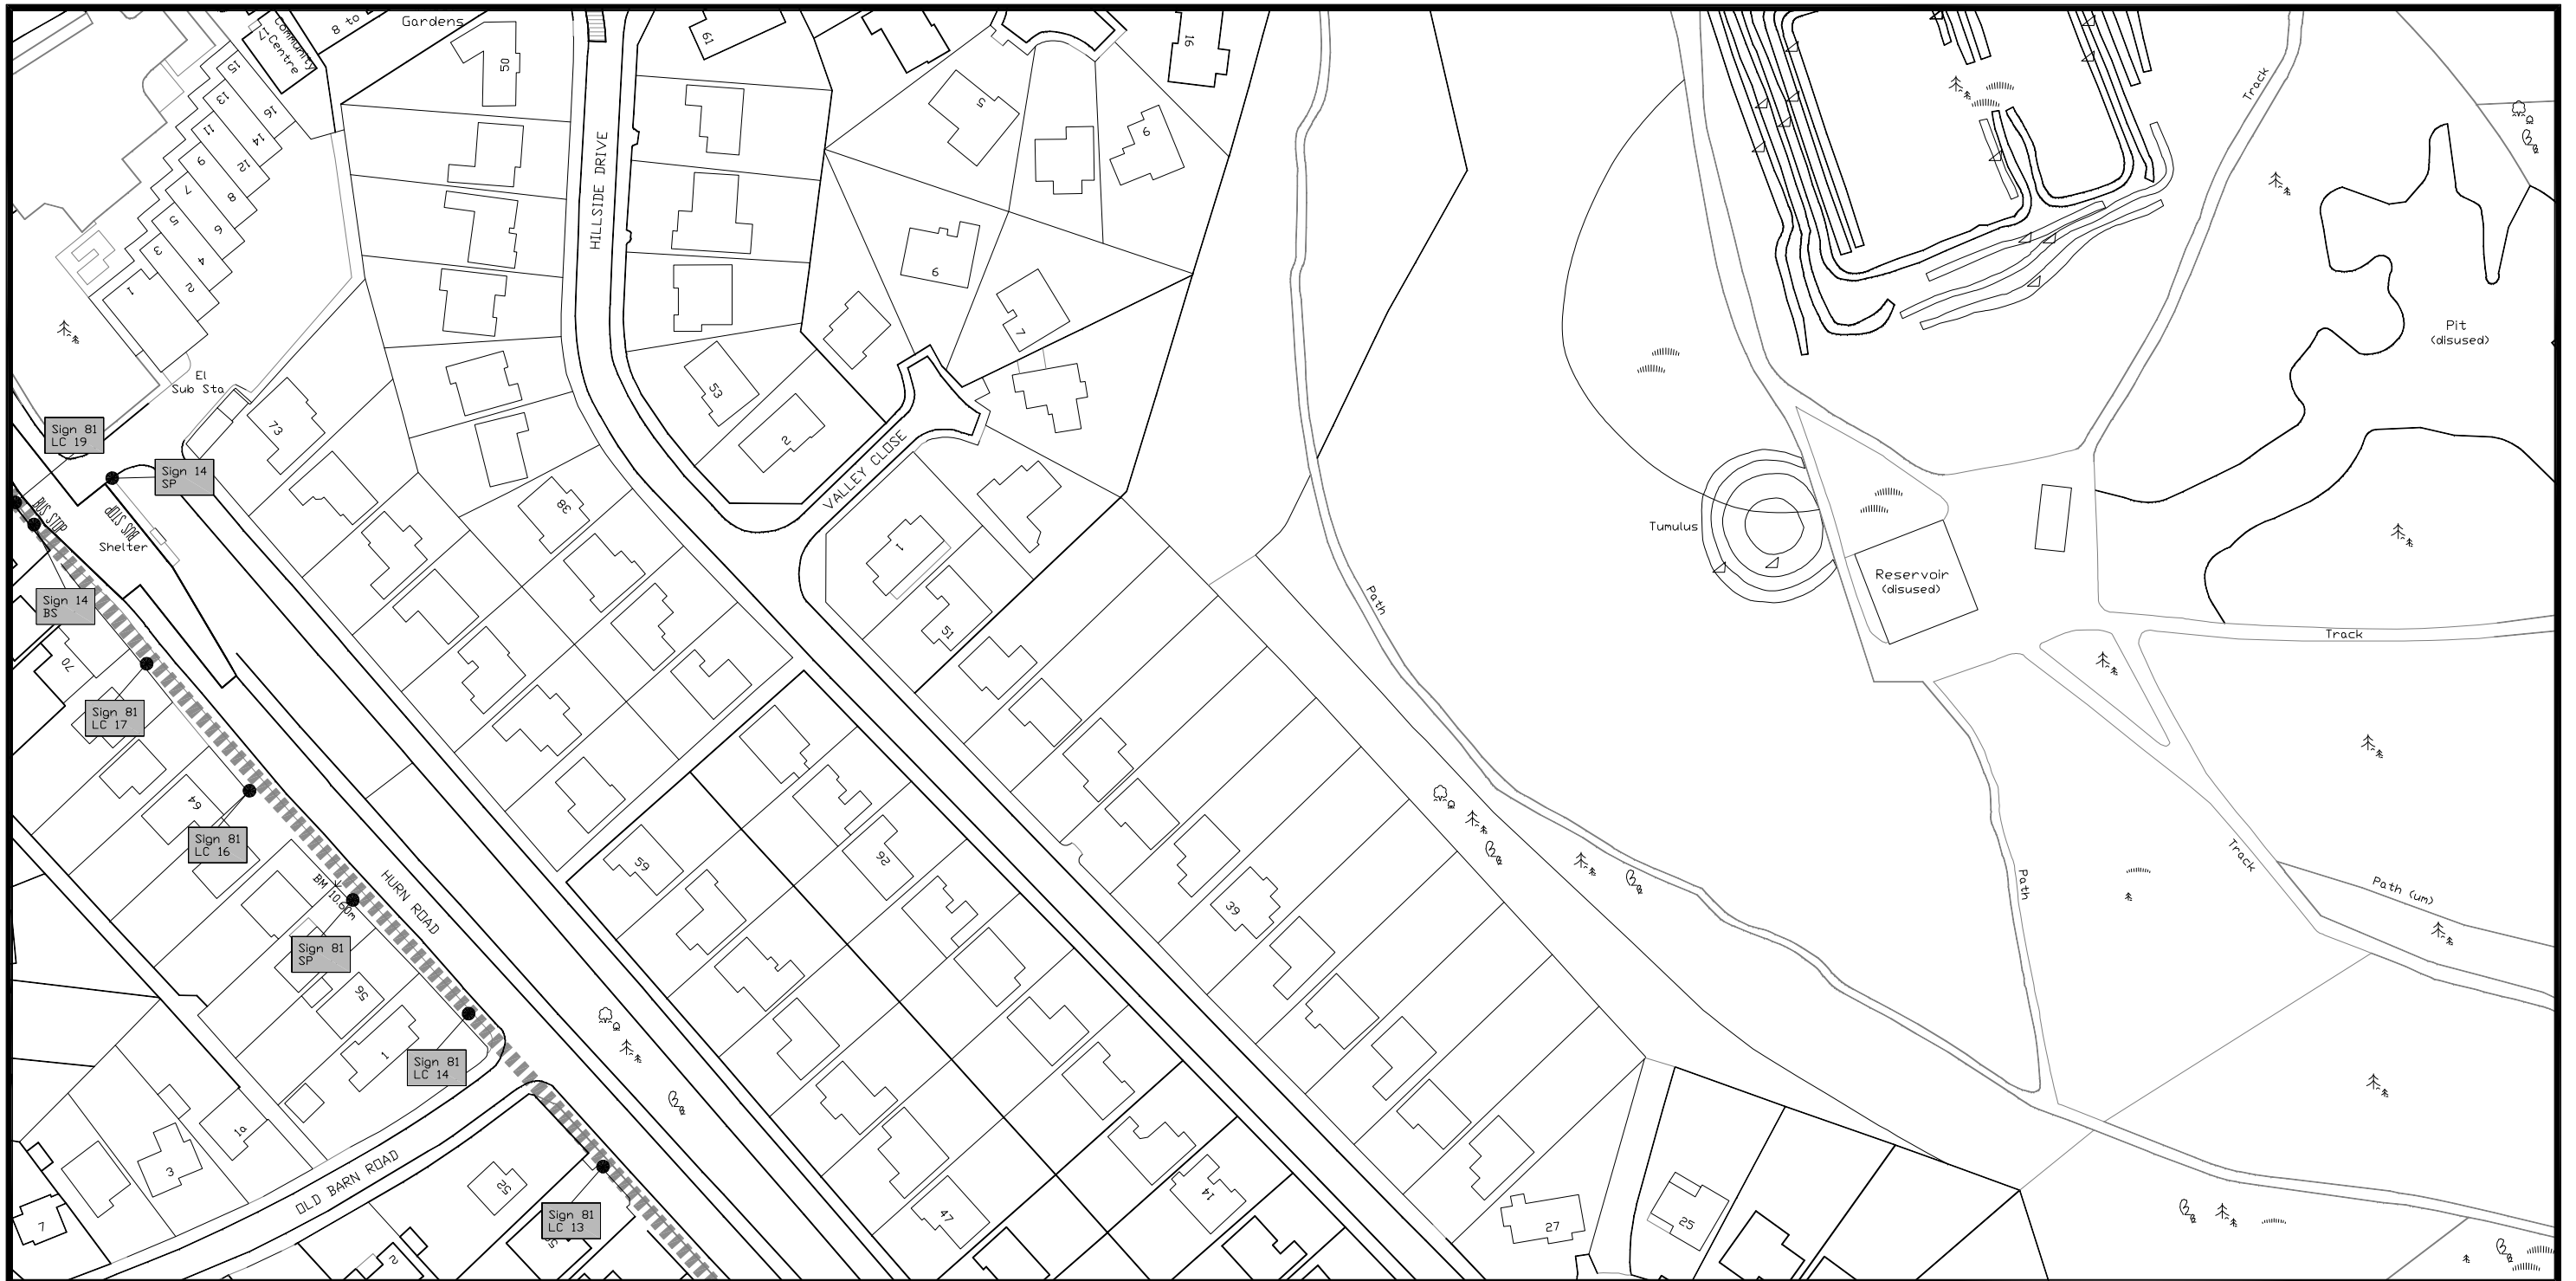 Gardens
8 to
Community
Centre
17
50
61
16
15
13
11
9
7
5
3
1
16
14
12
8
6
4
2
HILLSIDE DRIVE
5
9
6
7
53
2
VALLEY CLOSE
El
Sub Sta
73
38
1
51
Sign 81
LC 19
Sign 14
SP
BUS STOP
BUS STOP
Shelter
Sign 14
BS
70
Sign 81
LC 17
64
Sign 81
LC 16
BM 10.60m
HURN ROAD
Sign 81
SP
56
1
Sign 81
LC 14
59
26
39
1a
3
7
OLD BARN ROAD
52
2
Sign 81
LC 13
47
14
27
25
Track
Pit
(disused)
Tumulus
Reservoir
(disused)
Path
Track
Track
Path
Path (um)